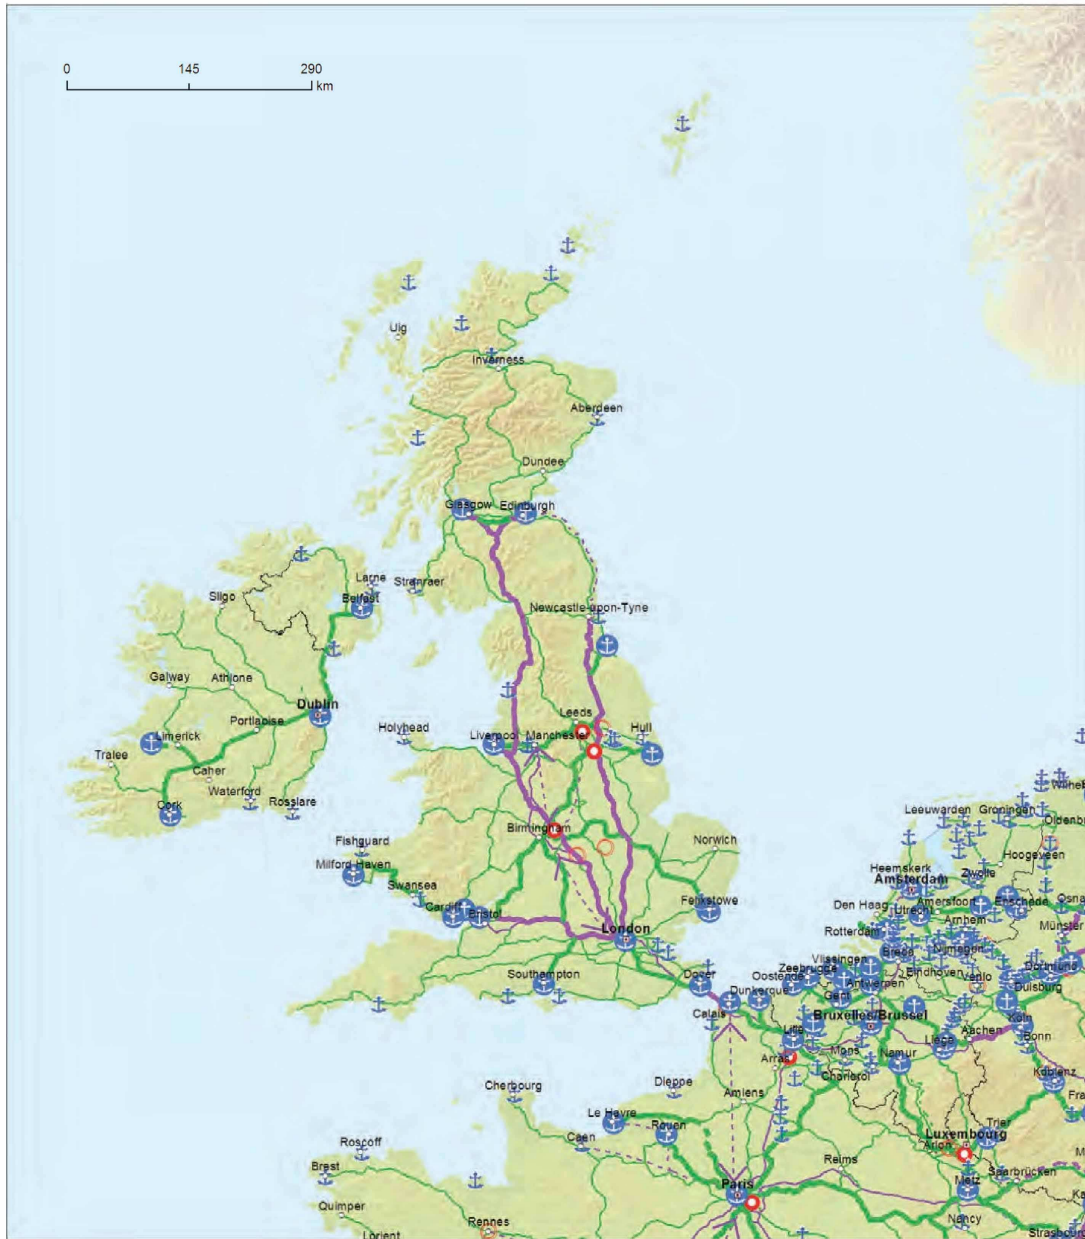 0 145 290
km
Uig
Inverness
Aberdeen
Dundee
Glasgow Edinburgh
Larne Stranraer
Sligo Belfast
Newcastle-upon-Tyne
Galway Athlone
Dublin Leeds
Portlaoise Holyhead Liverpool Manchester Hull
Limerick
Tralee
Caher
Waterford Rosslare
Cork
Leeuwarden Groningen
Birmingham Oldenbu
Fishguard Norwich Hoogeveen
Milford Haven Heemskerk Zwolle
Amsterdam
Swansea Amersfoort Enschede Osna
Cardiff Bristol Felixstowe Den Haag Utrecht
Arnhem Münster
London Rotterdam
Breda Nijmegen
Vlissingen
Southampton Dover Oostende Zeebrugge Eindhoven Venlo Dortmund
Dunkerque Gent Antwerpen Duisburg
Calais Bruxelles/Brussel Köln
Lille Liege Aachen Bonn
Arras Mons Namur
Charleroi Koblenz
Cherbourg Dieppe Amiens Fra
Le Havre Rouen Trier
Caen Luxembourg
Arlon
Roscoff Reims Saarbrücken
Brest Paris Metz
Quimper
Rennes Nancy
Lorient Strasbourg